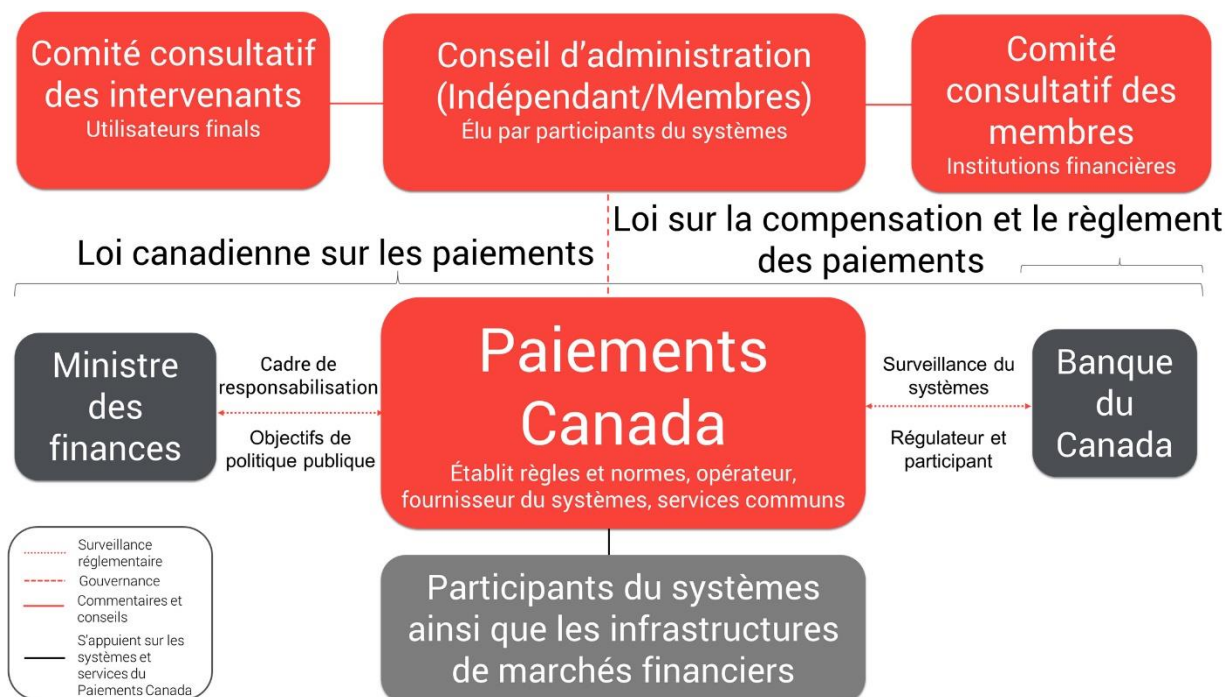 Comité consultatif
des intervenants
Utilisateurs finals
Conseil d'administration
(Indépendant/Membres)
Élu par participants du systèmes
Comité
consultatif des
membres
Institutions financières
Loi canadienne sur les paiements
Loi sur la compensation et le règlement
des paiements
Ministre
des
finances
Cadre de
responsabilisation
Objectifs de
politique publique
Paiements
Canada
Établit règles et normes, opérateur,
fournisseur du systèmes, services communs
Surveillance du
systèmes
Régulateur et
participant
Banque
du
Canada
Surveillance
réglementaire
Gouvernance
Commentaires et
conseils
S'appuient sur les
systèmes et
services du
Paiements Canada
Participants du systèmes
ainsi que les infrastructures
de marchés financiers